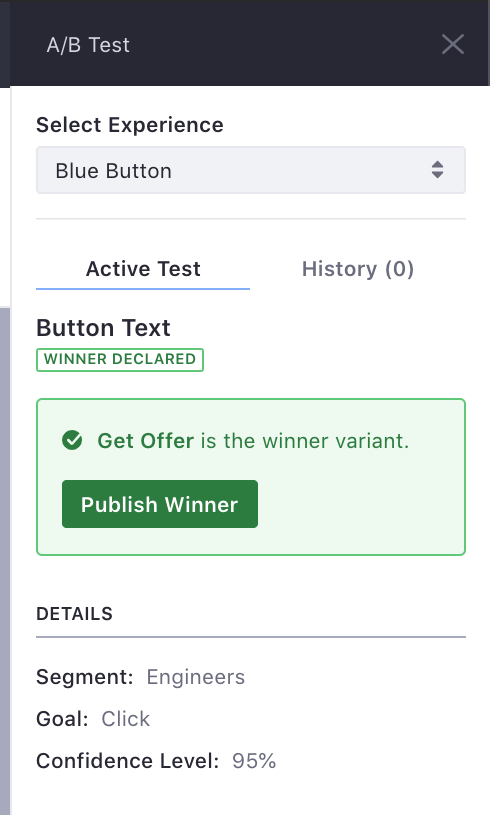 A/B Test
Select Experience
Blue Button
Active Test History (0)
Button Text
WINNER DECLARED
Get Offer is the winner variant.
Publish Winner
DETAILS
Segment: Engineers
Goal: Click
Confidence Level: 95%